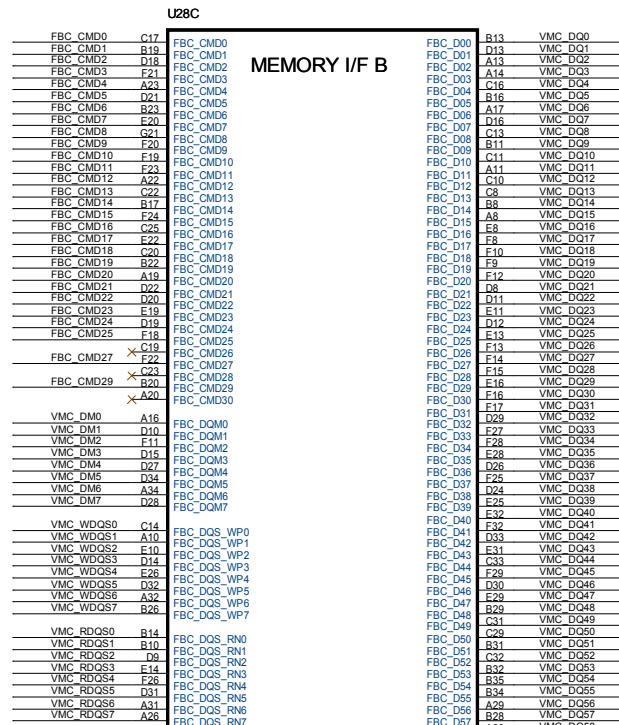 U28C
MEMORY I/F B
FBC_CMD0 C17 FBC_CMD0
FBC_CMD1 B19 FBC_CMD1
FBC_CMD2 D18 FBC_CMD2
FBC_CMD3 F21 FBC_CMD3
FBC_CMD4 A23 FBC_CMD4
FBC_CMD5 D21 FBC_CMD5
FBC_CMD6 B23 FBC_CMD6
FBC_CMD7 E20 FBC_CMD7
FBC_CMD8 G21 FBC_CMD8
FBC_CMD9 F20 FBC_CMD9
FBC_CMD10 F19 FBC_CMD10
FBC_CMD11 F23 FBC_CMD11
FBC_CMD12 A22 FBC_CMD12
FBC_CMD13 C22 FBC_CMD13
FBC_CMD14 B17 FBC_CMD14
FBC_CMD15 F24 FBC_CMD15
FBC_CMD16 C25 FBC_CMD16
FBC_CMD17 E22 FBC_CMD17
FBC_CMD18 C20 FBC_CMD18
FBC_CMD19 B22 FBC_CMD19
FBC_CMD20 A19 FBC_CMD20
FBC_CMD21 D22 FBC_CMD21
FBC_CMD22 D20 FBC_CMD22
FBC_CMD23 E19 FBC_CMD23
FBC_CMD24 D19 FBC_CMD24
FBC_CMD25 F18 FBC_CMD25
C19 FBC_CMD26
FBC_CMD27 F22 FBC_CMD27
C23 FBC_CMD28
FBC_CMD29 B20 FBC_CMD29
A20 FBC_CMD30
VMC_DM0 A16 FBC_DQM0
VMC_DM1 D10 FBC_DQM1
VMC_DM2 F11 FBC_DQM2
VMC_DM3 D15 FBC_DQM3
VMC_DM4 D27 FBC_DQM4
VMC_DM5 D34 FBC_DQM5
VMC_DM6 A34 FBC_DQM6
VMC_DM7 D28 FBC_DQM7
VMC_WDQS0 C14 FBC_DQS_WP0
VMC_WDQS1 A10 FBC_DQS_WP1
VMC_WDQS2 E10 FBC_DQS_WP2
VMC_WDQS3 D14 FBC_DQS_WP3
VMC_WDQS4 E26 FBC_DQS_WP4
VMC_WDQS5 D32 FBC_DQS_WP5
VMC_WDQS6 A32 FBC_DQS_WP6
VMC_WDQS7 B26 FBC_DQS_WP7
VMC_RDQS0 B14 FBC_DQS_RN0
VMC_RDQS1 B10 FBC_DQS_RN1
VMC_RDQS2 D9 FBC_DQS_RN2
VMC_RDQS3 E14 FBC_DQS_RN3
VMC_RDQS4 F26 FBC_DQS_RN4
VMC_RDQS5 D31 FBC_DQS_RN5
VMC_RDQS6 A31 FBC_DQS_RN6
VMC_RDQS7 A26 FBC_DQS_RN7
FBC_D00 B13 VMC_DQ0
FBC_D01 D13 VMC_DQ1
FBC_D02 A13 VMC_DQ2
FBC_D03 A14 VMC_DQ3
FBC_D04 C16 VMC_DQ4
FBC_D05 B16 VMC_DQ5
FBC_D06 A17 VMC_DQ6
FBC_D07 D16 VMC_DQ7
FBC_D08 C13 VMC_DQ8
FBC_D09 B11 VMC_DQ9
FBC_D10 C11 VMC_DQ10
FBC_D11 A11 VMC_DQ11
FBC_D12 C10 VMC_DQ12
FBC_D13 C8 VMC_DQ13
FBC_D14 B8 VMC_DQ14
FBC_D15 A8 VMC_DQ15
FBC_D16 E8 VMC_DQ16
FBC_D17 F8 VMC_DQ17
FBC_D18 F10 VMC_DQ18
FBC_D19 F9 VMC_DQ19
FBC_D20 F12 VMC_DQ20
FBC_D21 D8 VMC_DQ21
FBC_D22 D11 VMC_DQ22
FBC_D23 E11 VMC_DQ23
FBC_D24 D12 VMC_DQ24
FBC_D25 E13 VMC_DQ25
FBC_D26 F13 VMC_DQ26
FBC_D27 F14 VMC_DQ27
FBC_D28 F15 VMC_DQ28
FBC_D29 E16 VMC_DQ29
FBC_D30 F16 VMC_DQ30
FBC_D31 F17 VMC_DQ31
FBC_D32 D29 VMC_DQ32
FBC_D33 F27 VMC_DQ33
FBC_D34 F28 VMC_DQ34
FBC_D35 E28 VMC_DQ35
FBC_D36 D26 VMC_DQ36
FBC_D37 F25 VMC_DQ37
FBC_D38 D24 VMC_DQ38
FBC_D39 E25 VMC_DQ39
FBC_D40 E32 VMC_DQ40
FBC_D41 F32 VMC_DQ41
FBC_D42 D33 VMC_DQ42
FBC_D43 E31 VMC_DQ43
FBC_D44 C33 VMC_DQ44
FBC_D45 F29 VMC_DQ45
FBC_D46 D30 VMC_DQ46
FBC_D47 E29 VMC_DQ47
FBC_D48 B29 VMC_DQ48
FBC_D49 C31 VMC_DQ49
FBC_D50 C29 VMC_DQ50
FBC_D51 B31 VMC_DQ51
FBC_D52 C32 VMC_DQ52
FBC_D53 B32 VMC_DQ53
FBC_D54 B35 VMC_DQ54
FBC_D55 B34 VMC_DQ55
FBC_D56 A29 VMC_DQ56
FBC_D57 B28 VMC_DQ57